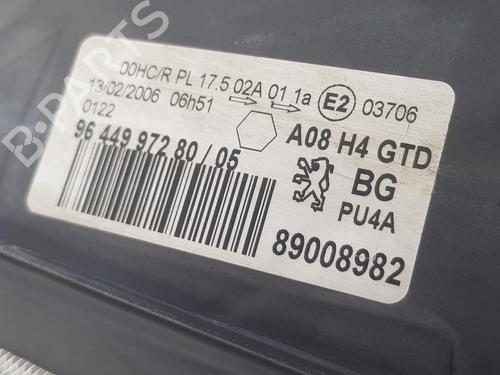 00HC/R PL 17.5 02A 01 1a E2 03706
13/02/2006 06h51
0122
A08 H4 GTD
96 449 972 80 / 05
BG
PU4A
89008982
B-PARTS